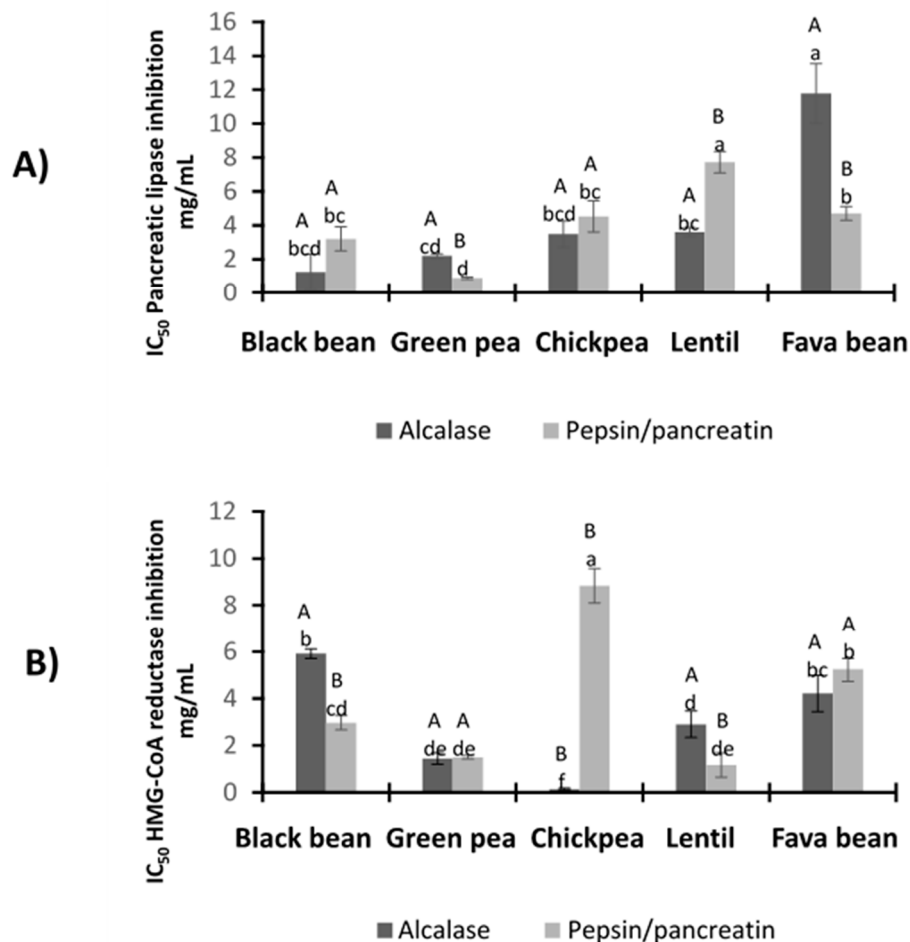 A)
IC50 Pancreatic lipase inhibition
mg/mL
16
14
12
10
8
6
4
2
0
A
bcd
A
bc
A
cd
B
d
A
bcd
A
bc
A
bc
B
a
A
a
B
b
Black bean Green pea Chickpea Lentil Fava bean
Alcalase Pepsin/pancreatin
B)
IC50 HMG-CoA reductase inhibition
mg/mL
12
10
8
6
4
2
0
A
b
B
cd
A
de
A
de
B
f
B
a
A
d
B
de
A
bc
A
b
Black bean Green pea Chickpea Lentil Fava bean
Alcalase Pepsin/pancreatin